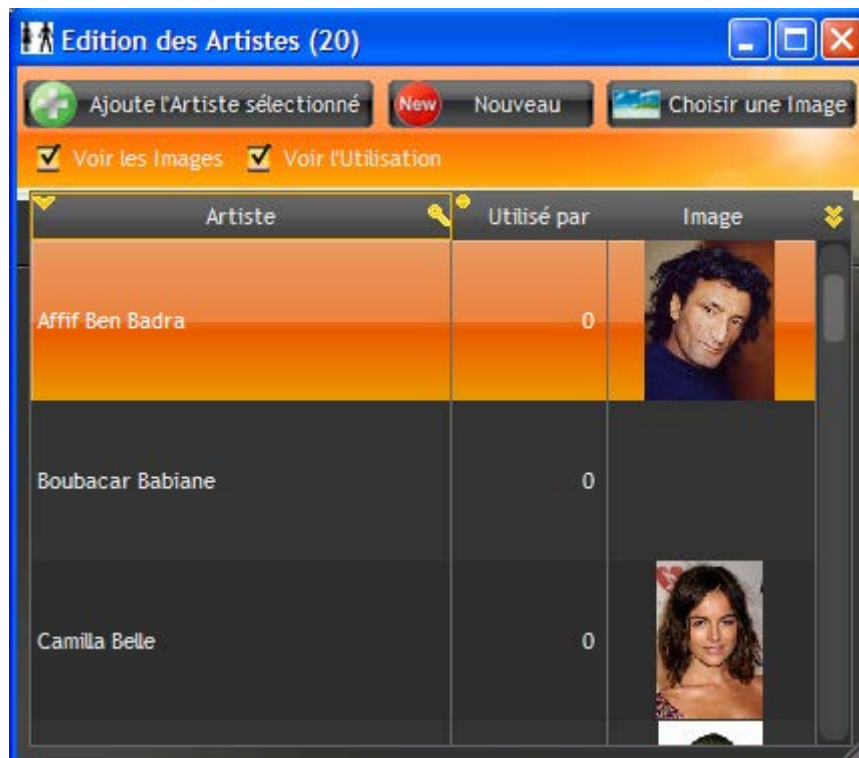 Edition des Artistes (20)
Ajoute l'Artiste sélectionné New Nouveau Choisir une Image
Voir les Images Voir l'Utilisation
Artiste Utilisé par Image
Affif Ben Badra 0
Boubacar Babiane 0
Camilla Belle 0